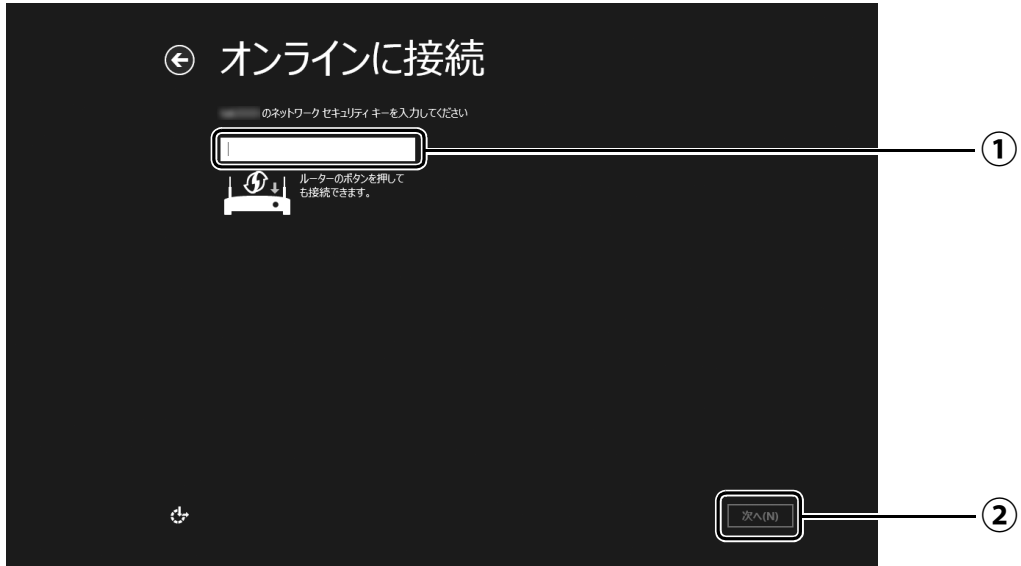 オンラインに接続
のネットワーク セキュリティ キーを入力してください
①
ルーターのボタンを押して
も接続できます。
次へ(N)
②